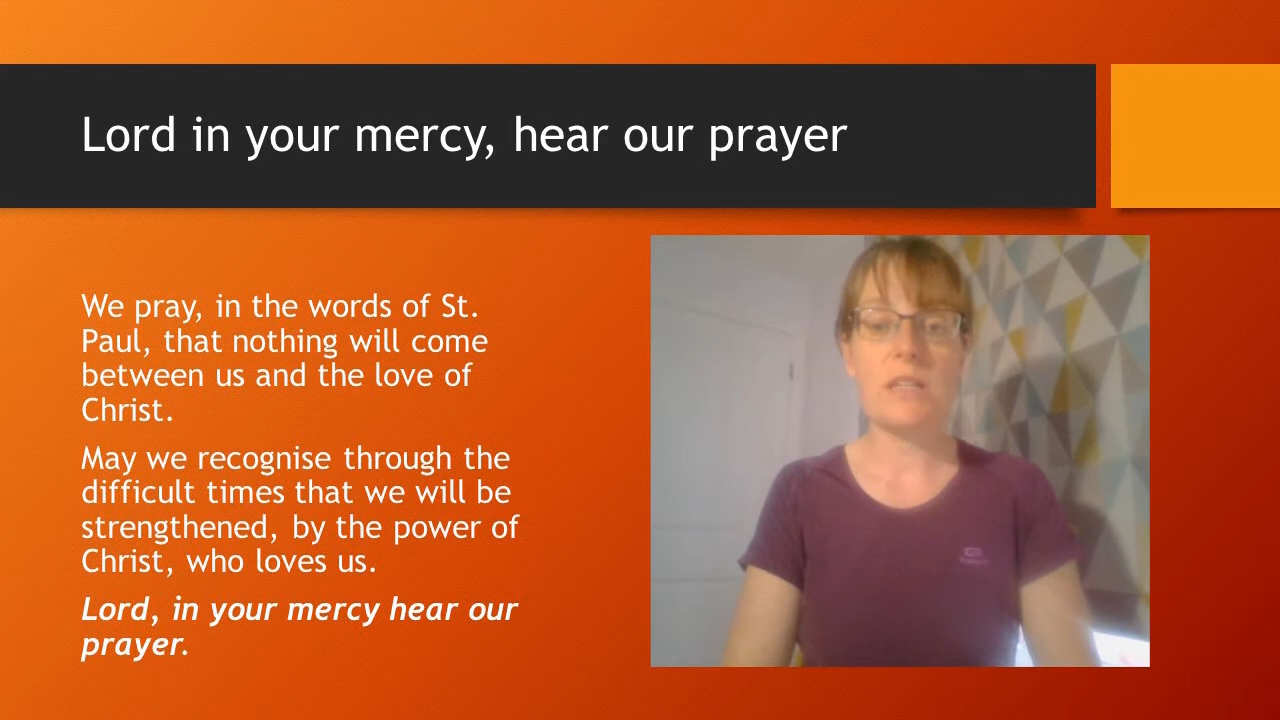 Lord in your mercy, hear our prayer
We pray, in the words of St.
Paul, that nothing will come
between us and the love of
Christ.
May we recognise through the
difficult times that we will be
strengthened, by the power of
Christ, who loves us.
Lord, in your mercy hear our
prayer.